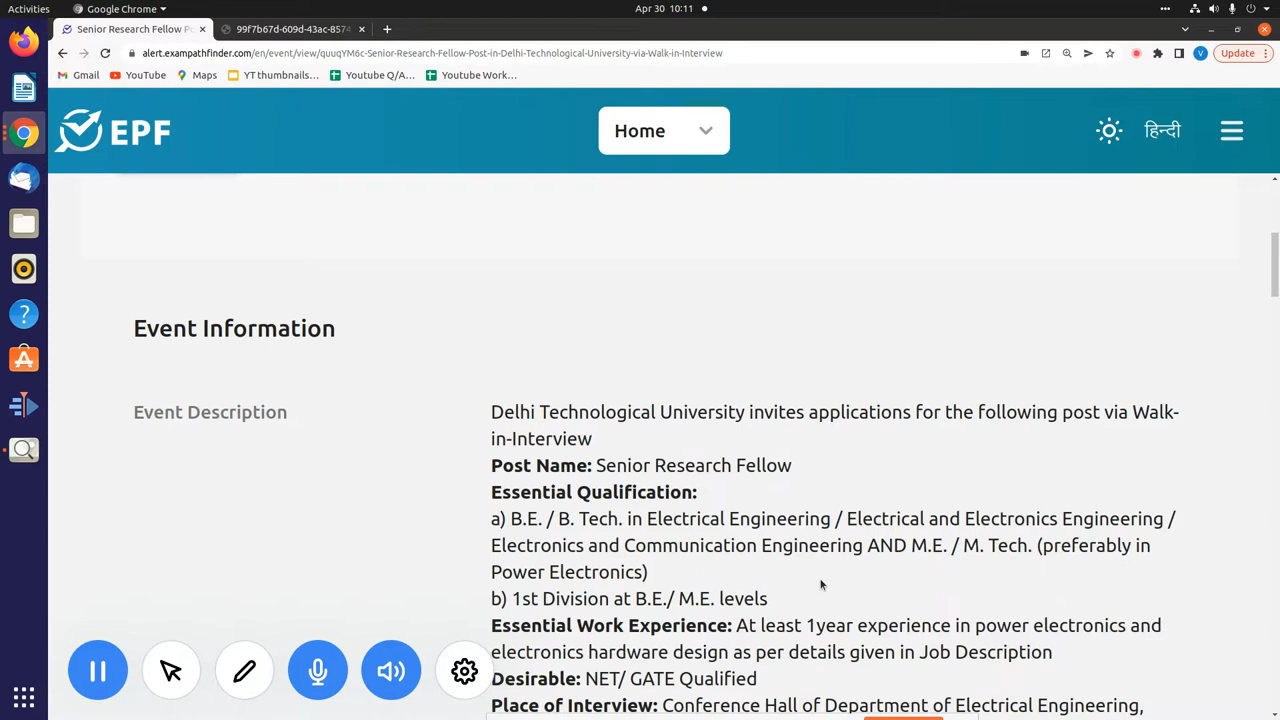 Activities
Google Chrome
Apr 30 10:11
Senior Research Fellow P
99f7b67d-609d-43ac-8574
alert.exampathfinder.com/en/event/view/quuqYM6c-Senior-Research-Fellow-Post-in-Delhi-Technological-University-via-Walk-in-Interview
V
Update
Gmail
YouTube
Maps
YT thumbnails...
Youtube Q/A...
Youtube Work...
EPF
Home
हिन्दी
Event Information
Event Description
Delhi Technological University invites applications for the following post via Walk-
in-Interview
Post Name: Senior Research Fellow
Essential Qualification:
a) B.E. / B. Tech. in Electrical Engineering / Electrical and Electronics Engineering /
Electronics and Communication Engineering AND M.E. / M. Tech. (preferably in
Power Electronics)
b) 1st Division at B.E./ M.E. levels
Essential Work Experience: At least 1year experience in power electronics and
electronics hardware design as per details given in Job Description
Desirable: NET/ GATE Qualified
Place of Interview: Conference Hall of Department of Electrical Engineering,